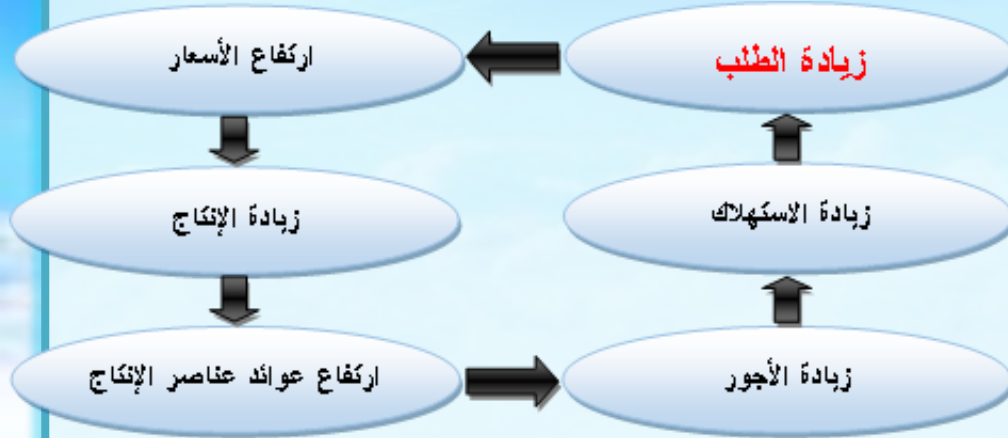 زيادة الطلب
ارتفاع الأسعار
زيادة الإنتاج
ارتفاع عوائد عناصر الإنتاج
زيادة الأجور
زيادة الاستهلاك